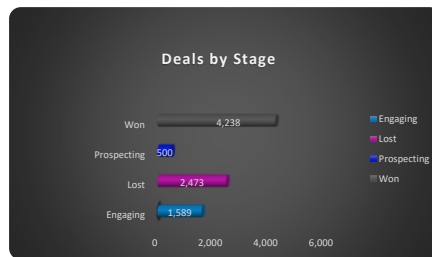 Deals by Stage
Won
4,238
Prospecting
500
Lost
2,473
Engaging
1,589
0
2,000
4,000
6,000
Engaging
Lost
Prospecting
Won